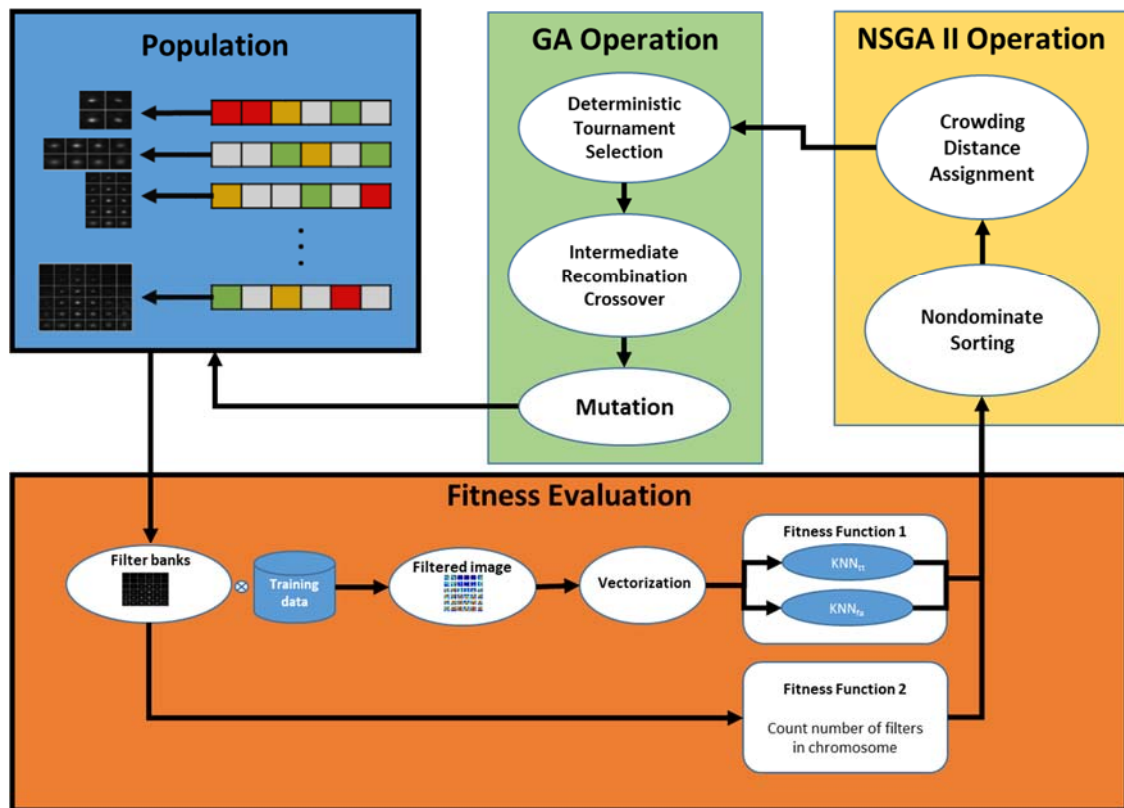 Population
GA Operation
Deterministic
Tournament
Selection
Intermediate
Recombination
Crossover
Mutation
NSGA II Operation
Crowding
Distance
Assignment
Nondominate
Sorting
Fitness Evaluation
Filter banks
Training
data
Filtered image
Vectorization
Fitness Function 1
KNNtt
KNNfa
Fitness Function 2
Count number of filters
in chromosome